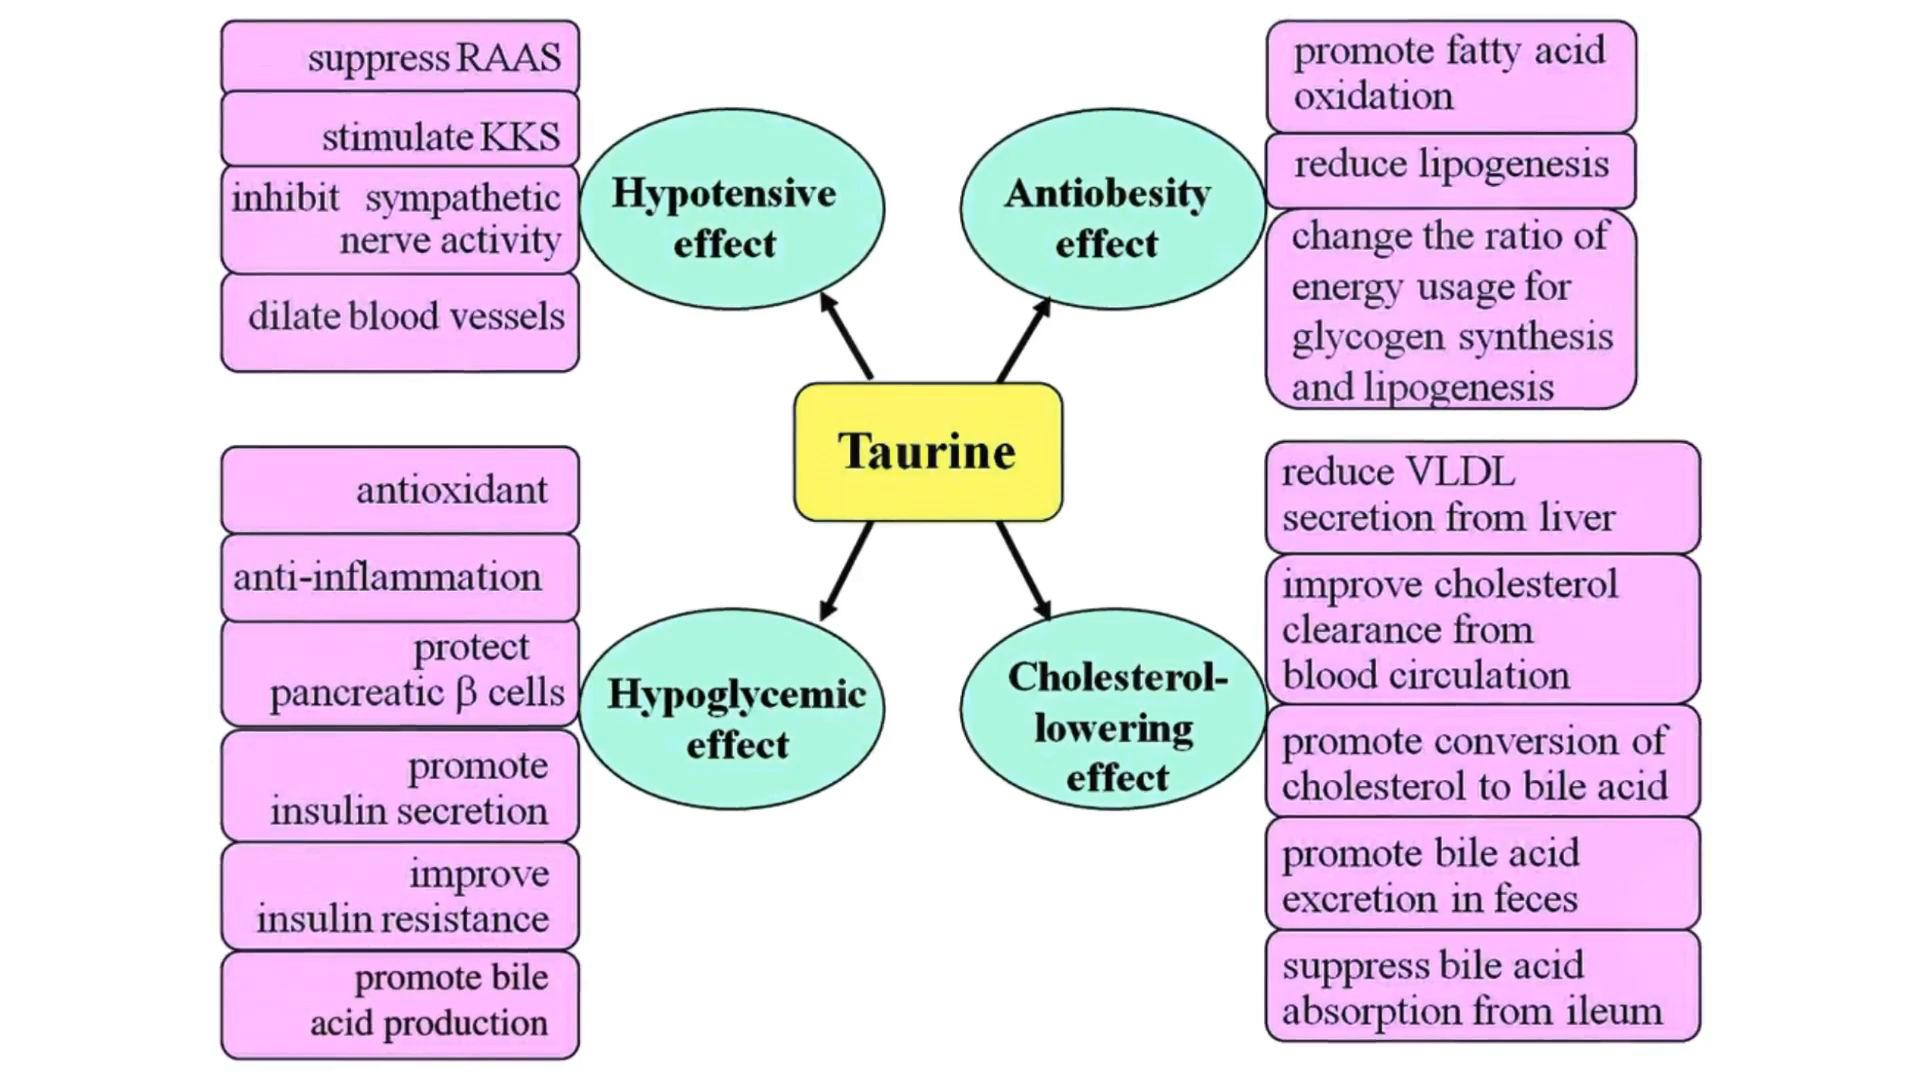 suppress RAAS
stimulate KKS
inhibit sympathetic
nerve activity
dilate blood vessels
Hypotensive
effect
Antiobesity
effect
promote fatty acid
oxidation
reduce lipogenesis
change the ratio of
energy usage for
glycogen synthesis
and lipogenesis
Taurine
antioxidant
anti-inflammation
protect
pancreatic β cells
promote
insulin secretion
improve
insulin resistance
promote bile
acid production
Hypoglycemic
effect
Cholesterol-
lowering
effect
reduce VLDL
secretion from liver
improve cholesterol
clearance from
blood circulation
promote conversion of
cholesterol to bile acid
promote bile acid
excretion in feces
suppress bile acid
absorption from ileum